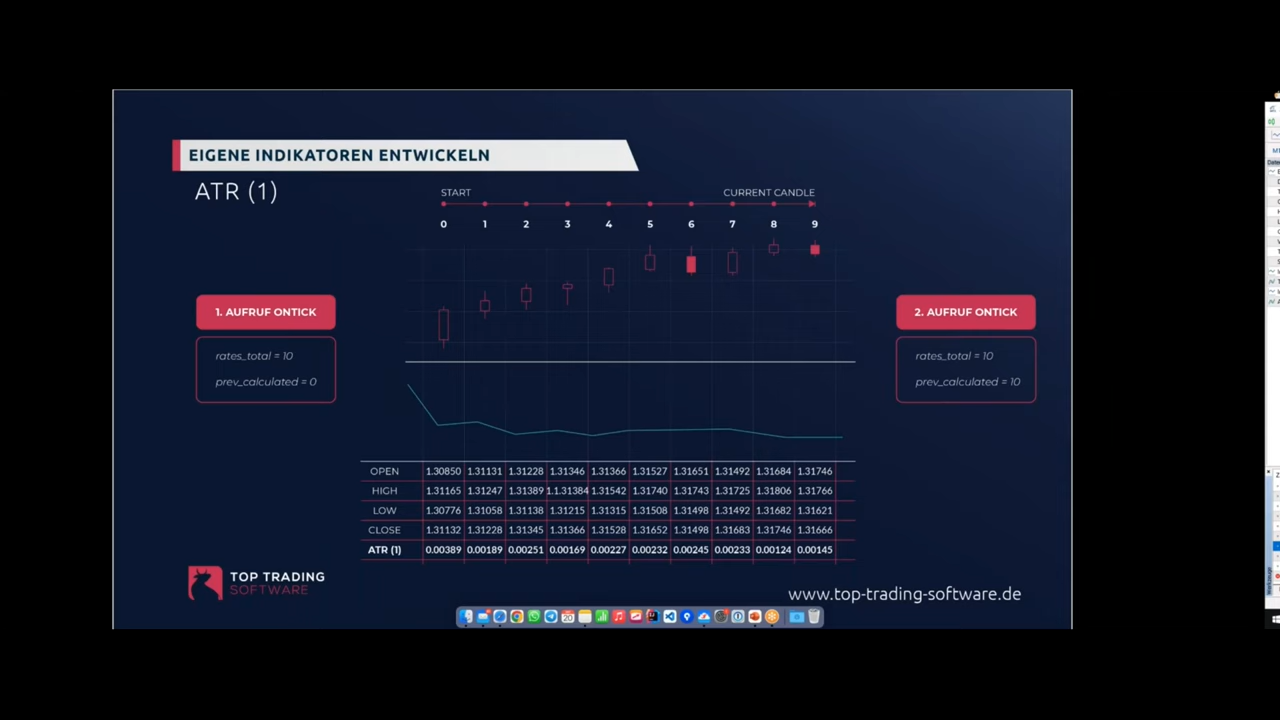 EIGENE INDIKATOREN ENTWICKELN
ATR (1)
START CURRENT CANDLE
0 1 2 3 4 5 6 7 8 9
1. AUFRUF ONTICK
rates_total = 10
prev_calculated = 0
2. AUFRUF ONTICK
rates_total = 10
prev_calculated = 10
OPEN 1.30850 1.31131 1.31228 1.31346 1.31366 1.31527 1.31651 1.31492 1.31684 1.31746
HIGH 1.31165 1.31247 1.31389 1.1.31384 1.31542 1.31740 1.31743 1.31725 1.31806 1.31766
LOW 1.30776 1.31058 1.31138 1.31215 1.31315 1.31508 1.31498 1.31492 1.31682 1.31621
CLOSE 1.31132 1.31228 1.31345 1.31366 1.31528 1.31652 1.31498 1.31683 1.31746 1.31666
ATR (1) 0.00389 0.00189 0.00251 0.00169 0.00227 0.00232 0.00245 0.00233 0.00124 0.00145
TOP TRADING
SOFTWARE
www.top-trading-software.de